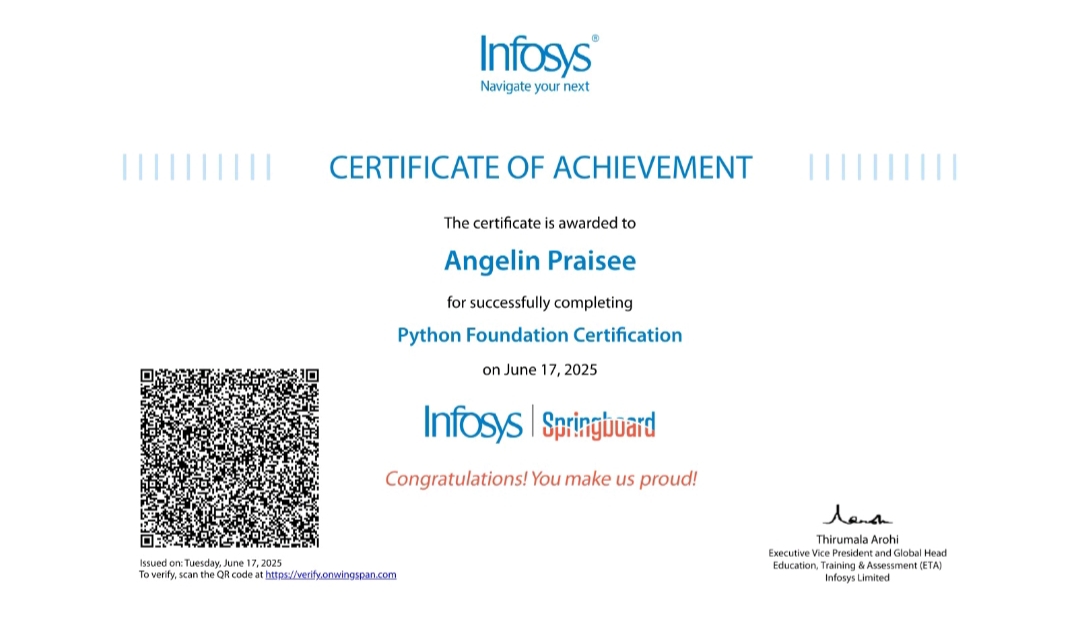 Infosys®
Navigate your next
CERTIFICATE OF ACHIEVEMENT
The certificate is awarded to
Angelin Praisee
for successfully completing
Python Foundation Certification
on June 17, 2025
Infosys | Springboard
Congratulations! You make us proud!
Issued on: Tuesday, June 17, 2025
To verify, scan the QR code at https://verify.onwingspan.com
Thirumala Arohi
Executive Vice President and Global Head
Education, Training & Assessment (ETA)
Infosys Limited